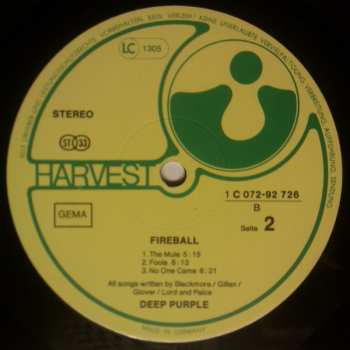 LC 1305
STEREO
ST 33
HARVEST
1 C 072-92 726
B
GEMA
Seite 2
FIREBALL
1. The Mule 5:15
2. Fools 8:13
3. No One Came 6:21
All songs written by Blackmore / Gillan /
Glover / Lord and Paice
DEEP PURPLE
MADE IN GERMANY